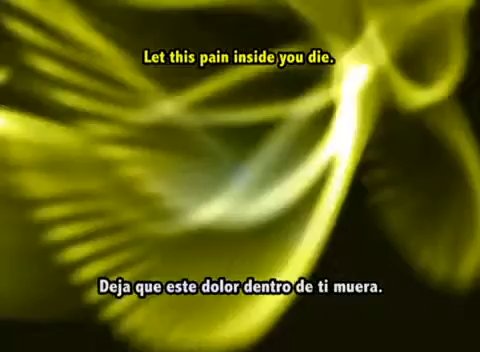 Let this pain inside you die.
Deja que este dolor dentro de ti muera.